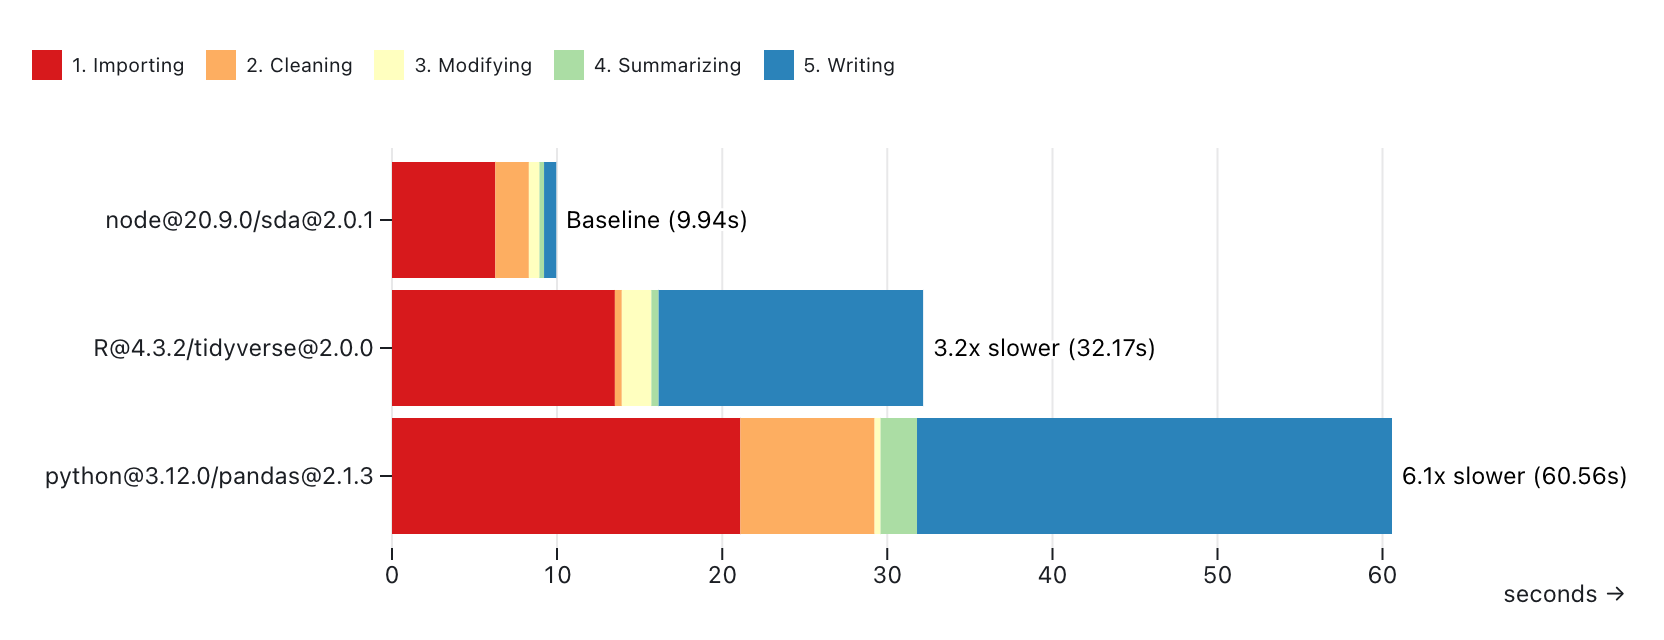 1. Importing 2. Cleaning 3. Modifying 4. Summarizing 5. Writing
node@20.9.0/sda@2.0.1 Baseline (9.94s)
R@4.3.2/tidyverse@2.0.0 3.2x slower (32.17s)
python@3.12.0/pandas@2.1.3 6.1x slower (60.56s)
0 10 20 30 40 50 60
seconds →